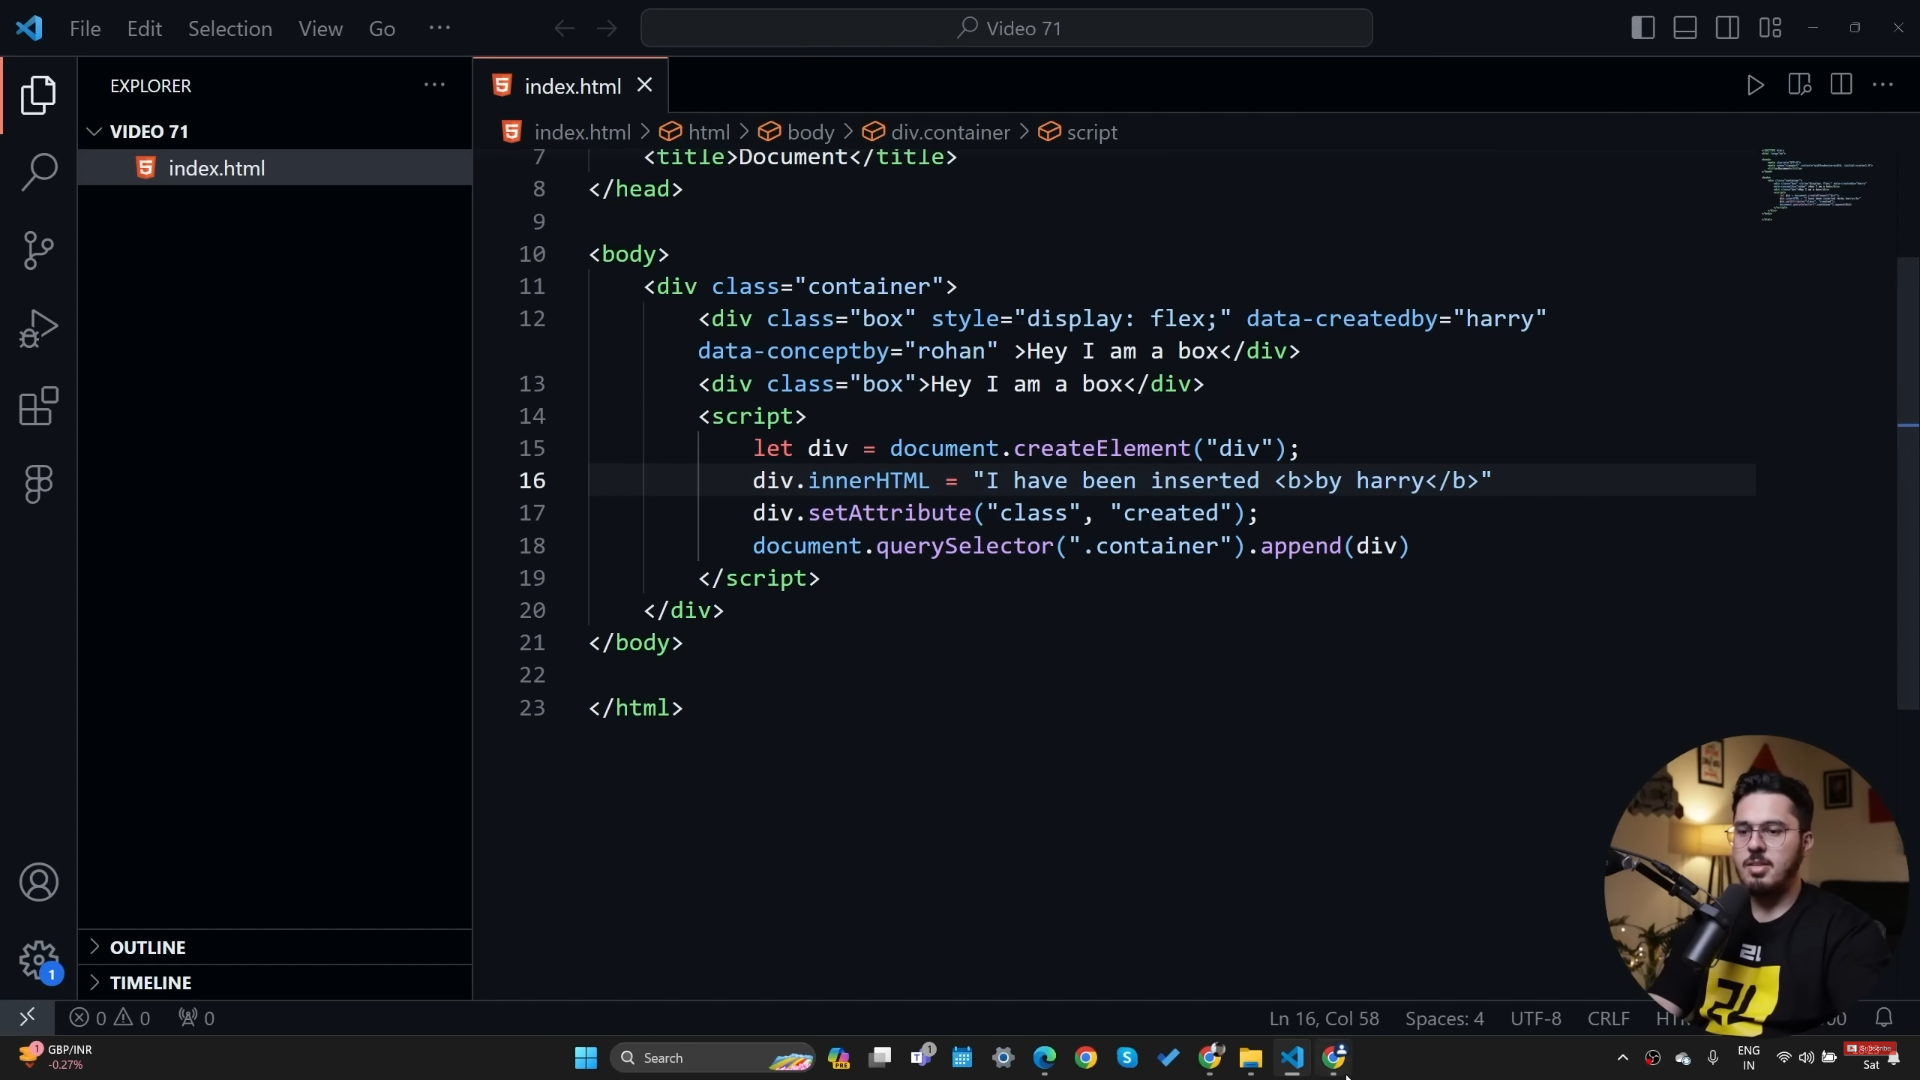 File Edit Selection View Go ···
Video 71
EXPLORER ···
VIDEO 71
index.html
OUTLINE
TIMELINE
index.html
index.html > html > body > div.container > script
7 <title>Document</title>
8 </head>
9
10 <body>
11 <div class="container">
12 <div class="box" style="display: flex;" data-createdby="harry"
data-conceptby="rohan" >Hey I am a box</div>
13 <div class="box">Hey I am a box</div>
14 <script>
15 let div = document.createElement("div");
16 div.innerHTML = "I have been inserted <b>by harry</b>"
17 div.setAttribute("class", "created");
18 document.querySelector(".container").append(div)
19 </script>
20 </div>
21 </body>
22
23 </html>
1
0 0 0
Ln 16, Col 58 Spaces: 4 UTF-8 CRLF
GBP/INR
-0.27%
1
Search
PRE
1
ENG
IN
Subscribe
Sat